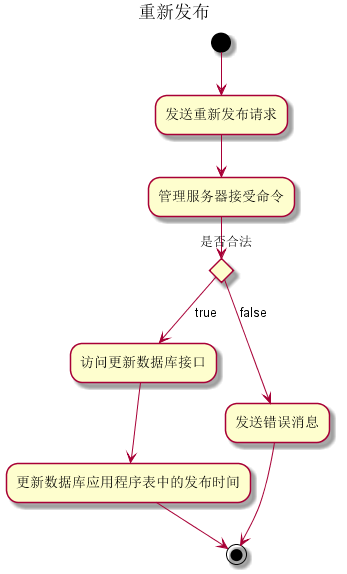 重新发布
发送重新发布请求
管理服务器接受命令
是否合法
true
false
访问更新数据库接口
发送错误消息
更新数据库应用程序表中的发布时间